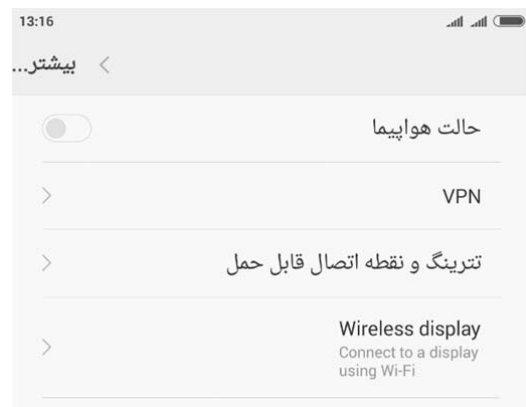 13:16
بیشتر...
حالت هواپیما
VPN
تترینگ و نقطه اتصال قابل حمل
Wireless display
Connect to a display
using Wi-Fi